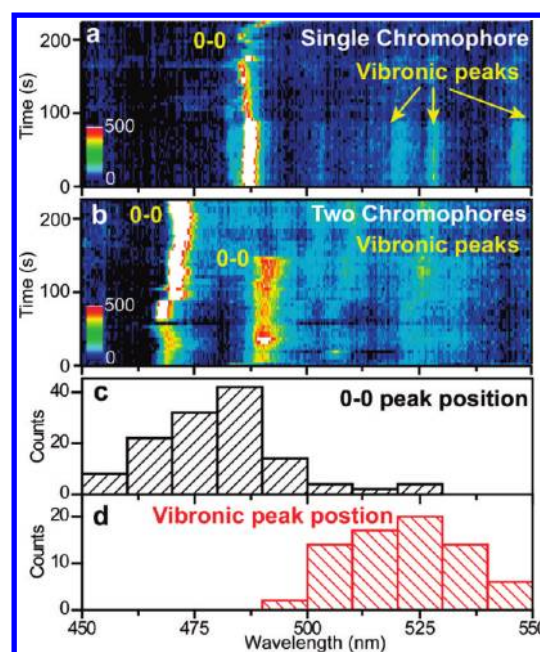 a
0-0
Single Chromophore
Vibronic peaks
Time (s)
200
100
0
500
0
b
0-0
Two Chromophores
Vibronic peaks
0-0
Time (s)
200
100
0
500
0
c
0-0 peak position
Counts
40
20
0
d
Vibronic peak postion
Counts
20
10
0
450
475
500
525
550
Wavelength (nm)